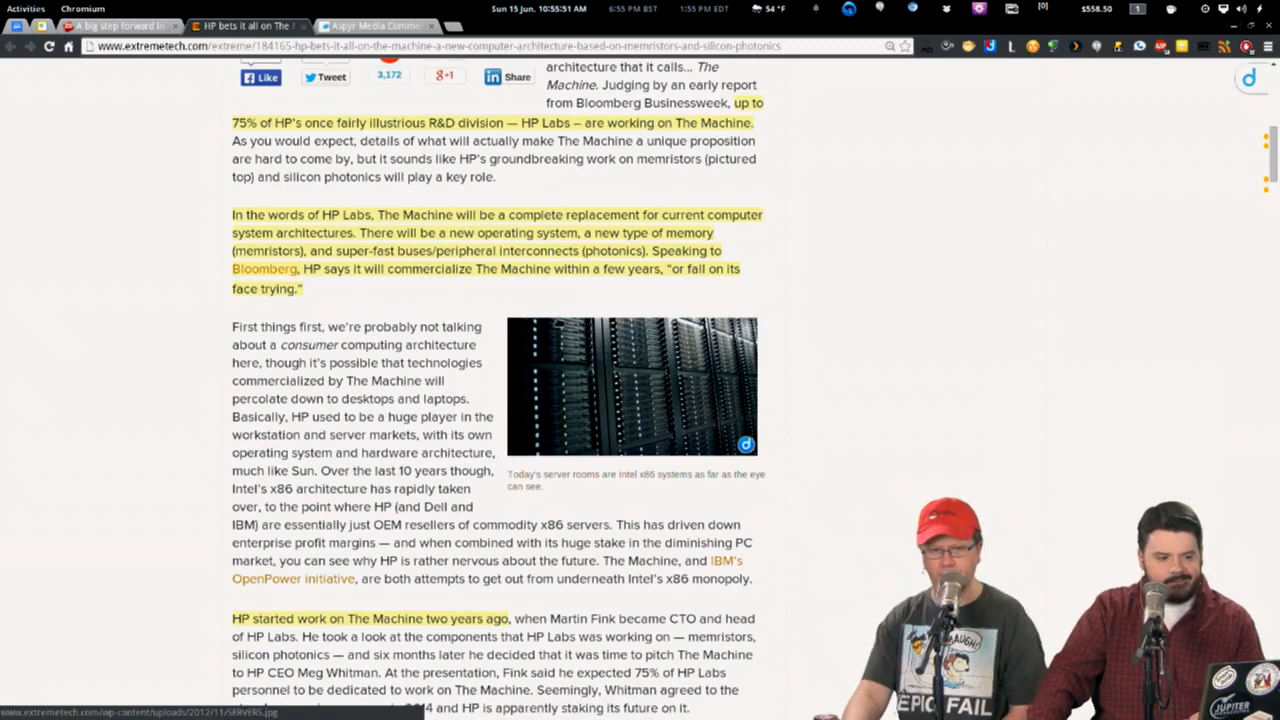 Activities Chromium Sun 15 Jun, 10:55:51 AM 6:55 PM BST 1:55 PM EDT 54 °F $558.50 1
A big step forward in HP bets it all on The M Aspyr Media Comme
www.extremetech.com/extreme/184165-hp-bets-it-all-on-the-machine-a-new-computer-architecture-based-on-memristors-and-silicon-photonics
Like Tweet 3,172 +1 Share
architecture that it calls… The
Machine. Judging by an early report
from Bloomberg Businessweek, up to
75% of HP's once fairly illustrious R&D division — HP Labs – are working on The Machine.
As you would expect, details of what will actually make The Machine a unique proposition
are hard to come by, but it sounds like HP's groundbreaking work on memristors (pictured
top) and silicon photonics will play a key role.
In the words of HP Labs, The Machine will be a complete replacement for current computer
system architectures. There will be a new operating system, a new type of memory
(memristors), and super-fast buses/peripheral interconnects (photonics). Speaking to
Bloomberg, HP says it will commercialize The Machine within a few years, "or fall on its
face trying."
First things first, we're probably not talking
about a consumer computing architecture
here, though it's possible that technologies
commercialized by The Machine will
percolate down to desktops and laptops.
Basically, HP used to be a huge player in the
workstation and server markets, with its own
operating system and hardware architecture,
much like Sun. Over the last 10 years though,
Intel's x86 architecture has rapidly taken
over, to the point where HP (and Dell and
IBM) are essentially just OEM resellers of commodity x86 servers. This has driven down
enterprise profit margins — and when combined with its huge stake in the diminishing PC
market, you can see why HP is rather nervous about the future. The Machine, and IBM's
OpenPower initiative, are both attempts to get out from underneath Intel's x86 monopoly.
Today's server rooms are Intel x86 systems as far as the eye
can see.
HP started work on The Machine two years ago, when Martin Fink became CTO and head
of HP Labs. He took a look at the components that HP Labs was working on — memristors,
silicon photonics — and six months later he decided that it was time to pitch The Machine
to HP CEO Meg Whitman. At the presentation, Fink said he expected 75% of HP Labs
personnel to be dedicated to work on The Machine. Seemingly, Whitman agreed to the
and HP is apparently staking its future on it.
www.extremetech.com/wp-content/uploads/2012/11/SERVERS.jpg
AAUGH!
EPIC FAIL
JUPITER